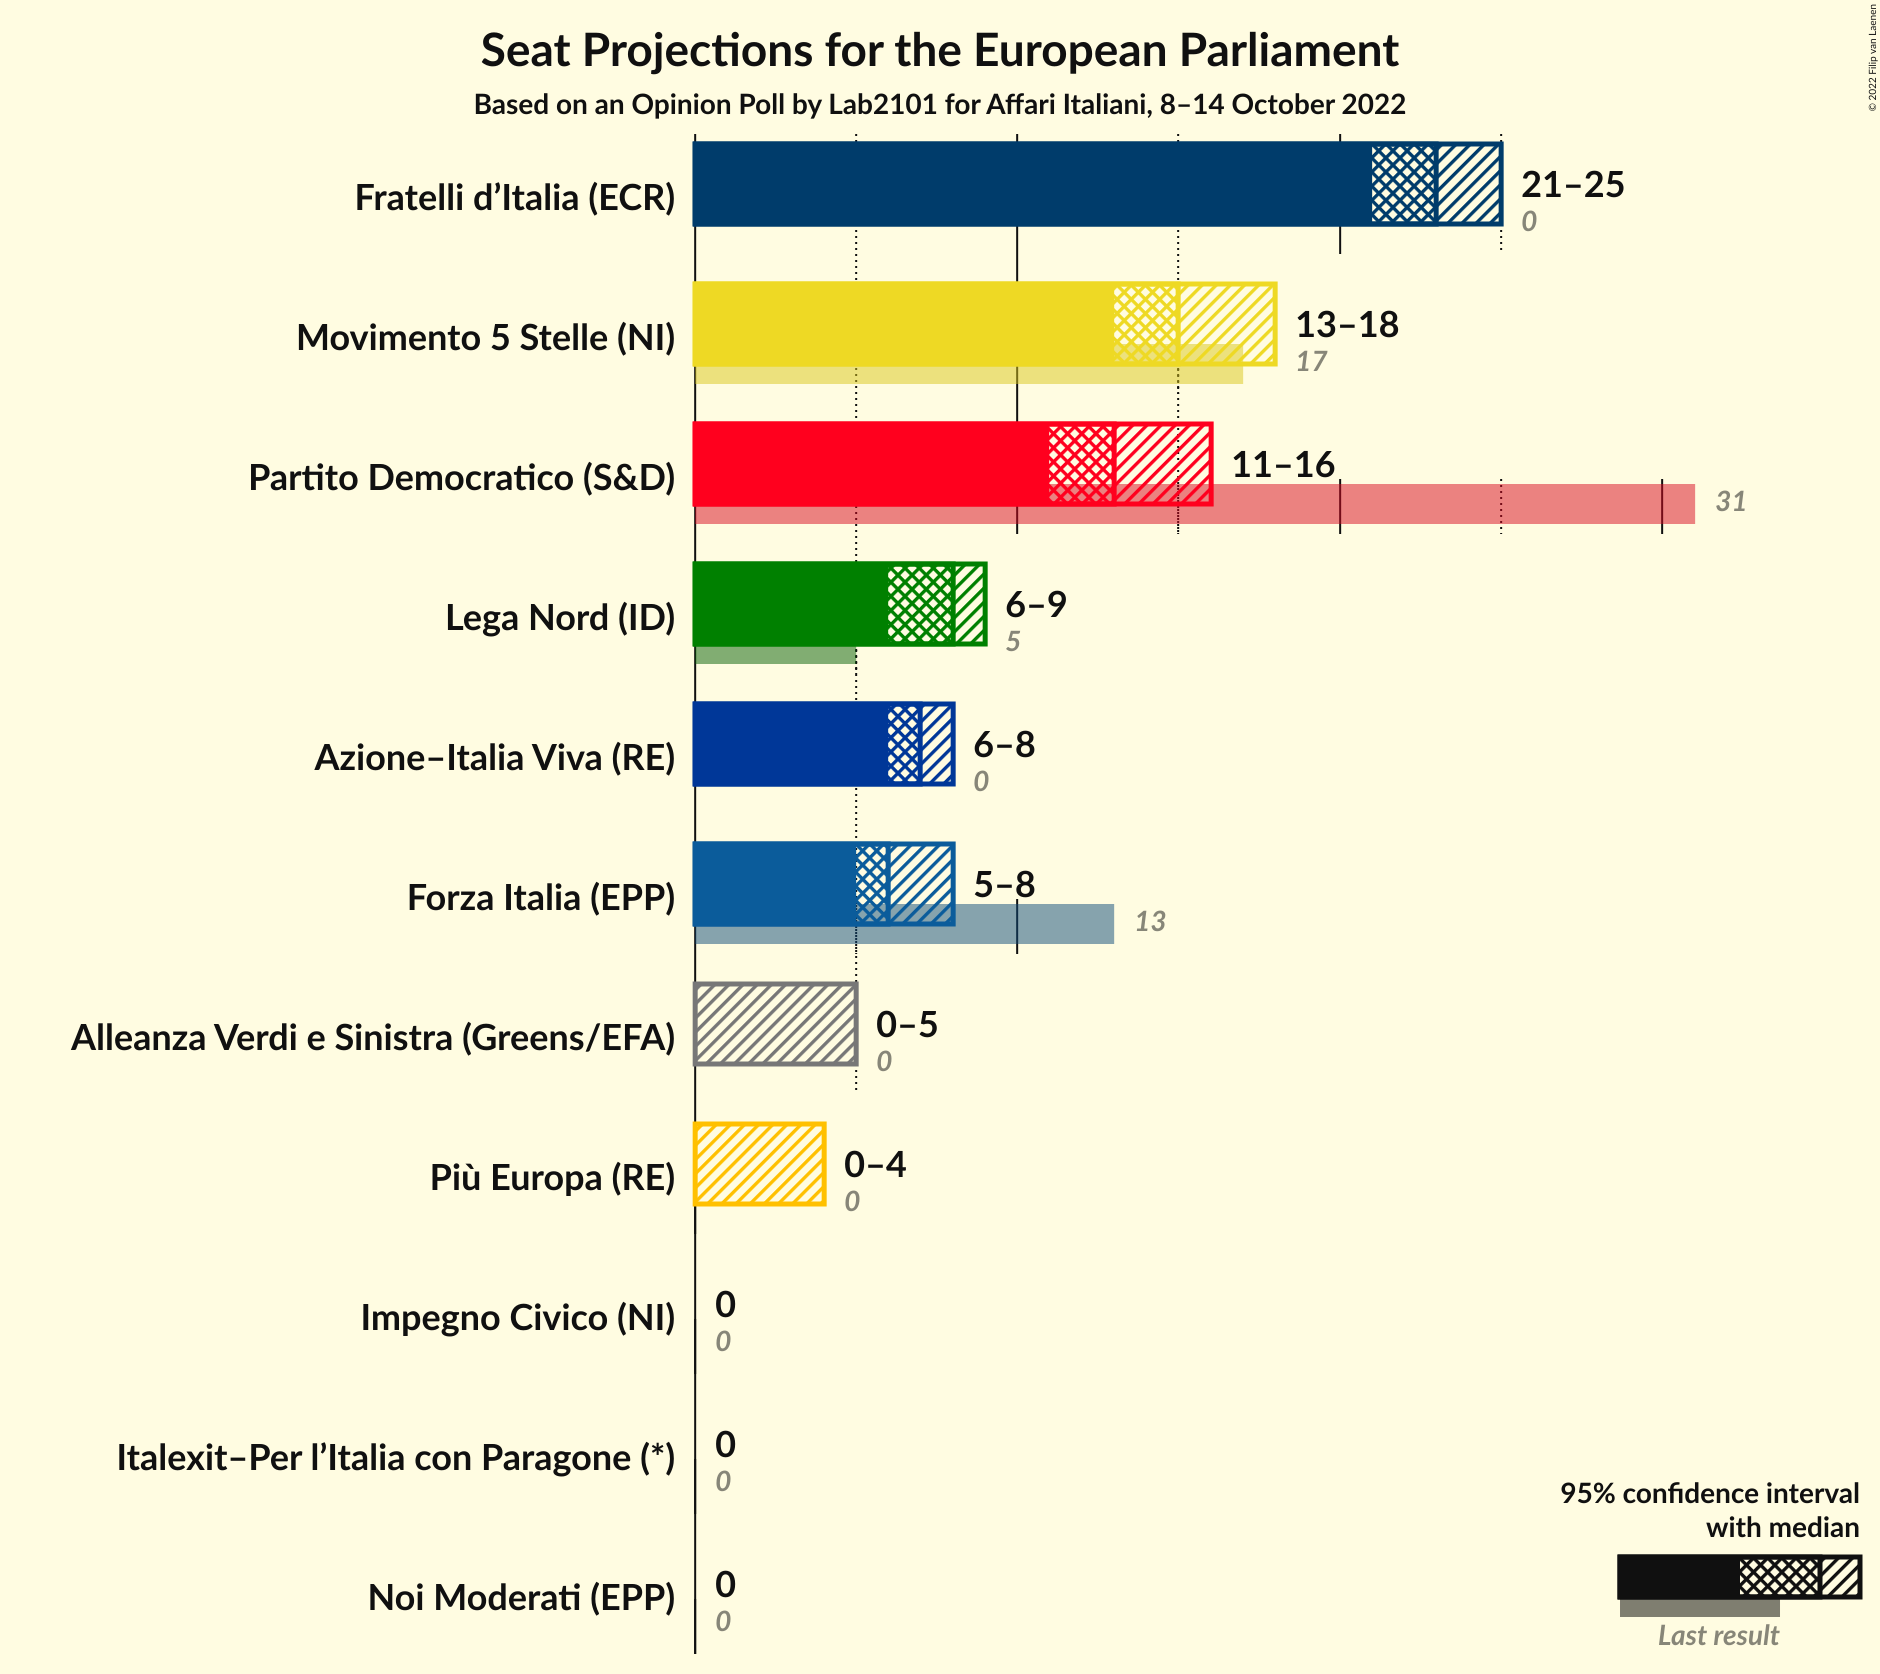 Seat Projections for the European Parliament
Based on an Opinion Poll by Lab2101 for Affari Italiani, 8–14 October 2022
© 2022 Filip van Laenen
Fratelli d’Italia (ECR)
21–25
0
Movimento 5 Stelle (NI)
13–18
17
Partito Democratico (S&D)
11–16
31
Lega Nord (ID)
6–9
5
Azione–Italia Viva (RE)
6–8
0
Forza Italia (EPP)
5–8
13
Alleanza Verdi e Sinistra (Greens/EFA)
0–5
0
Più Europa (RE)
0–4
0
Impegno Civico (NI)
0
0
Italexit–Per l’Italia con Paragone (*)
0
0
Noi Moderati (EPP)
0
0
95% confidence interval
with median
Last result